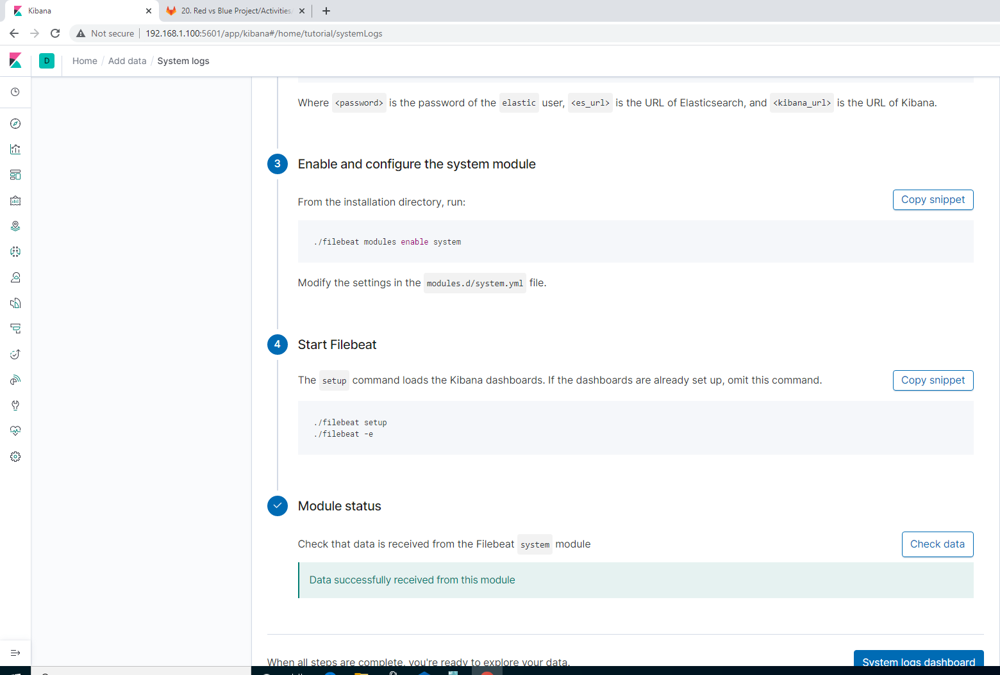 Kibana
20. Red vs Blue Project/Activities
Not secure
192.168.1.100:5601/app/kibana#/home/tutorial/systemLogs
D
Home / Add data / System logs
Where <password> is the password of the elastic user, <es_url> is the URL of Elasticsearch, and <kibana_url> is the URL of Kibana.
3 Enable and configure the system module
From the installation directory, run:
Copy snippet
./filebeat modules enable system
Modify the settings in the modules.d/system.yml file.
4 Start Filebeat
The setup command loads the Kibana dashboards. If the dashboards are already set up, omit this command.
Copy snippet
./filebeat setup
./filebeat -e
Module status
Check that data is received from the Filebeat system module
Check data
Data successfully received from this module
When all steps are complete, you're ready to explore your data.
System logs dashboard